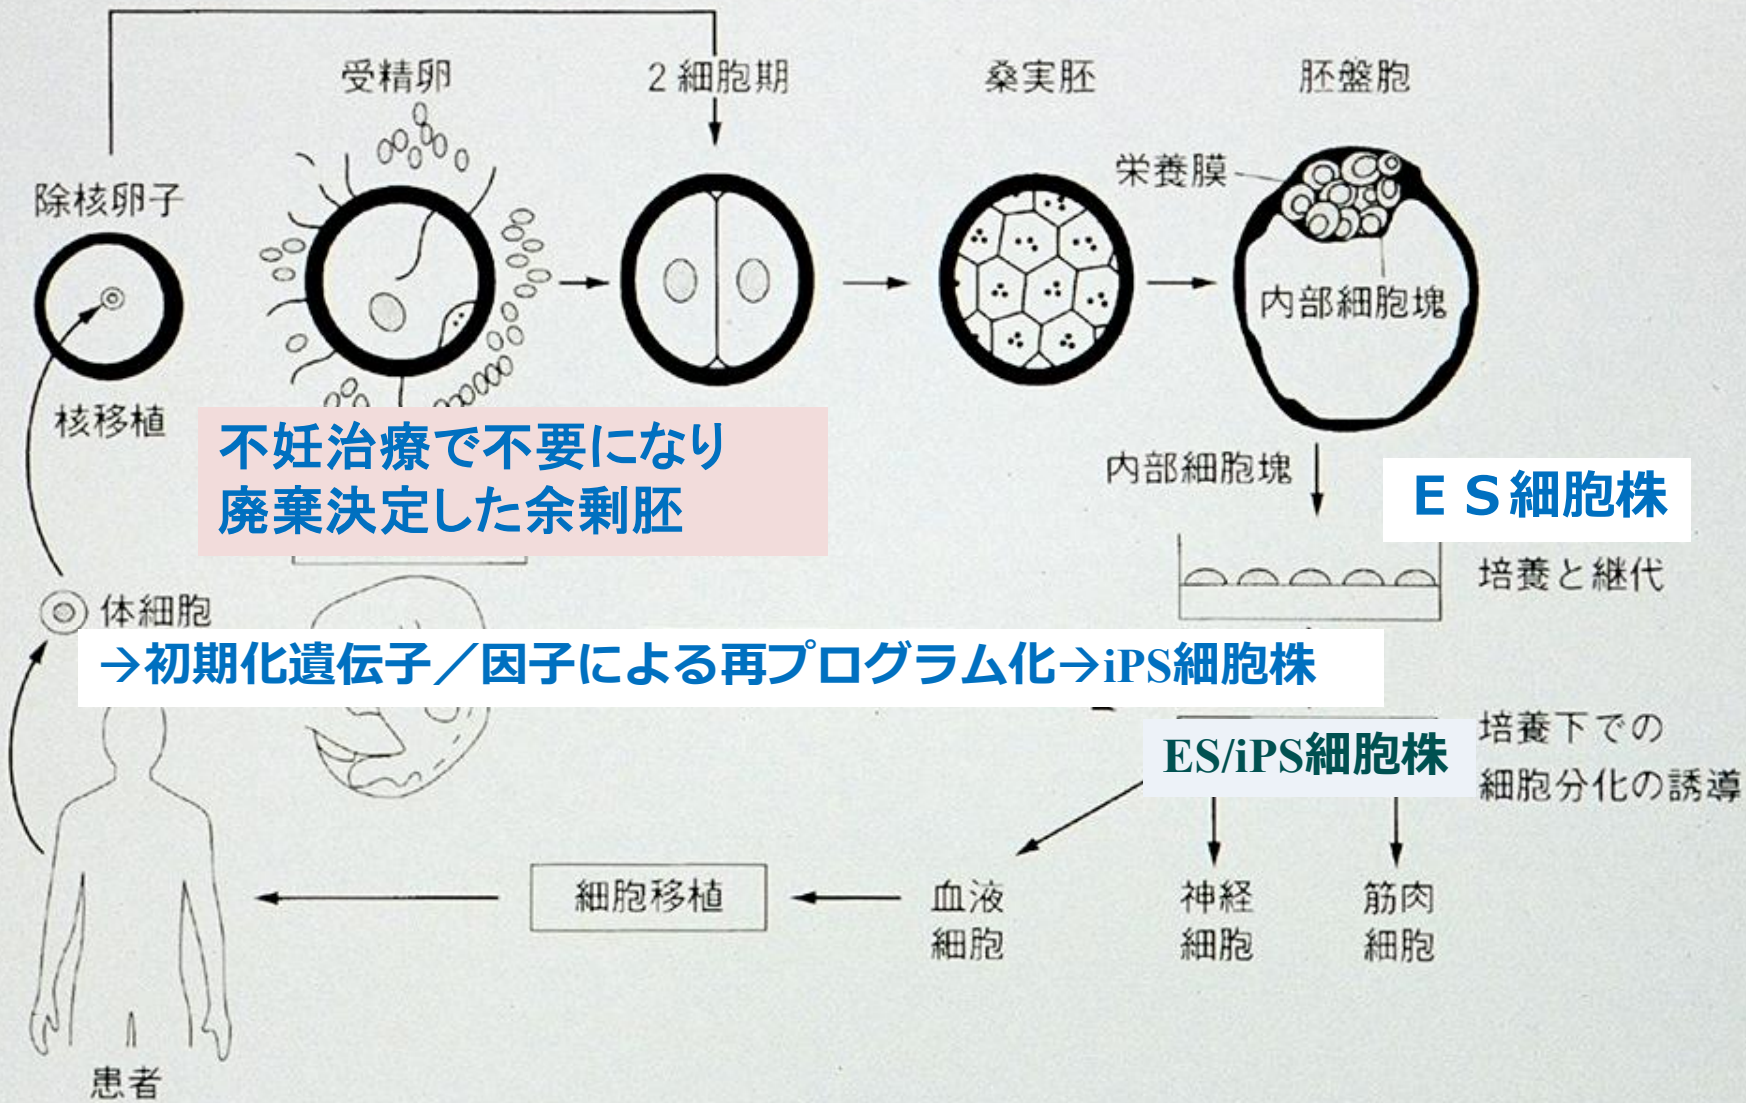 受精卵
2細胞期
桑実胚
胚盤胞
栄養膜
除核卵子
内部細胞塊
核移植
不妊治療で不要になり
廃棄決定した余剰胚
内部細胞塊
ES細胞株
培養と継代
体細胞
→初期化遺伝子／因子による再プログラム化→iPS細胞株
培養下での
細胞分化の誘導
ES/iPS細胞株
細胞移植
血液
細胞
神経
細胞
筋肉
細胞
患者